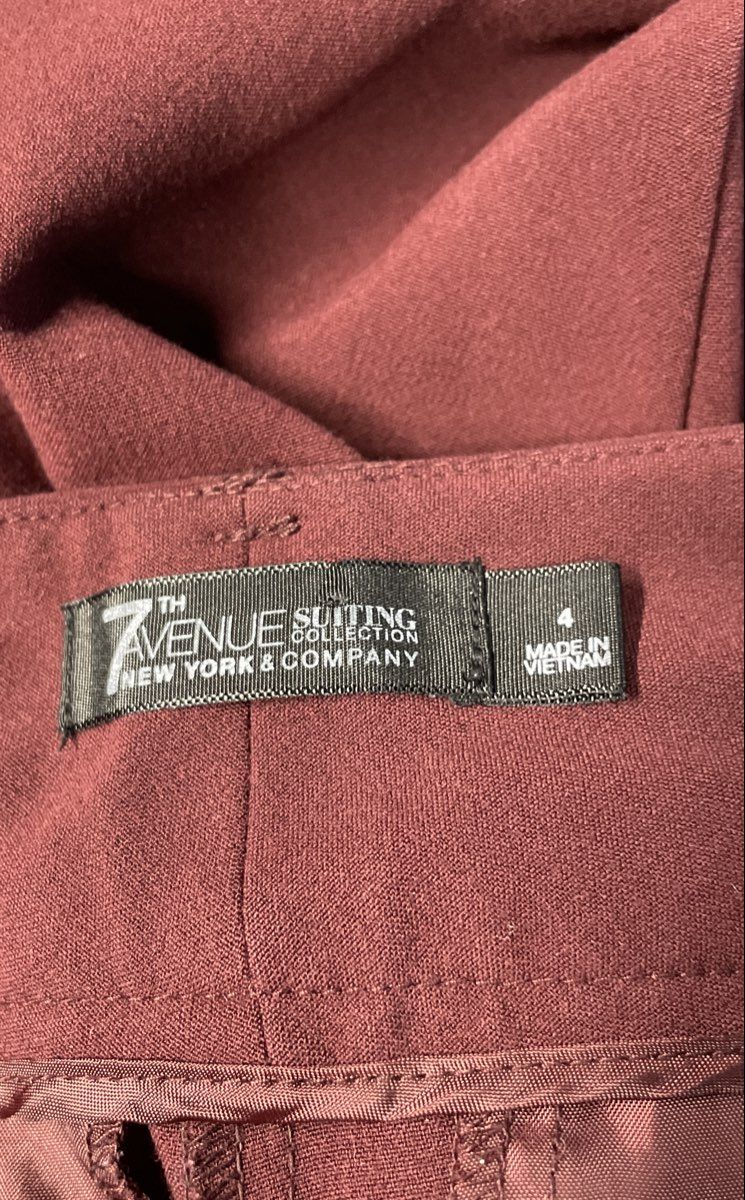 7TH AVENUE SUITING COLLECTION
NEW YORK & COMPANY
4
MADE IN
VIETNAM